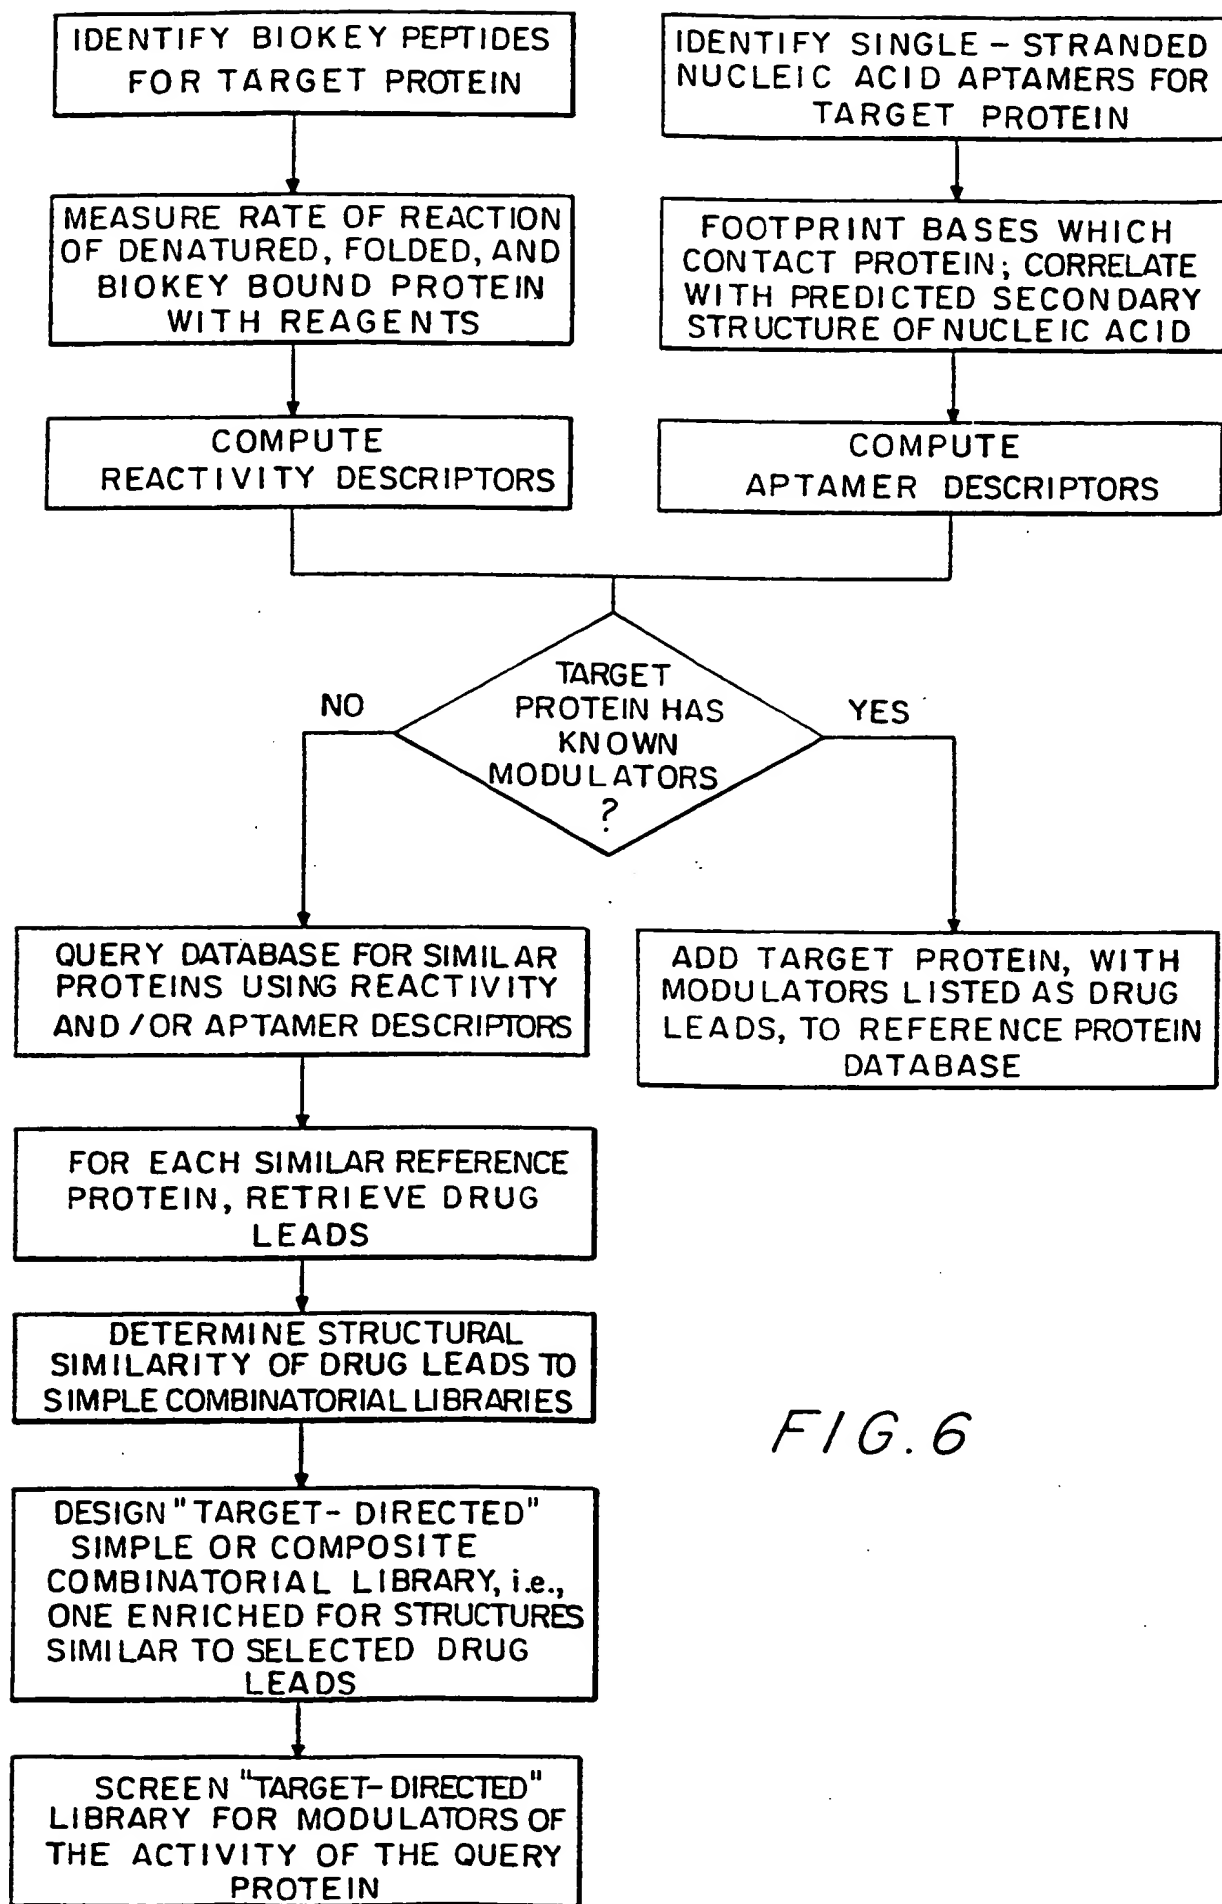 IDENTIFY BIOKEY PEPTIDES
FOR TARGET PROTEIN
IDENTIFY SINGLE - STRANDED
NUCLEIC ACID APTAMERS FOR
TARGET PROTEIN
MEASURE RATE OF REACTION
OF DENATURED, FOLDED, AND
BIOKEY BOUND PROTEIN
WITH REAGENTS
FOOTPRINT BASES WHICH
CONTACT PROTEIN; CORRELATE
WITH PREDICTED SECONDARY
STRUCTURE OF NUCLEIC ACID
COMPUTE
REACTIVITY DESCRIPTORS
COMPUTE
APTAMER DESCRIPTORS
TARGET
PROTEIN HAS
KNOWN
MODULATORS
?
NO
YES
QUERY DATABASE FOR SIMILAR
PROTEINS USING REACTIVITY
AND/OR APTAMER DESCRIPTORS
ADD TARGET PROTEIN, WITH
MODULATORS LISTED AS DRUG
LEADS, TO REFERENCE PROTEIN
DATABASE
FOR EACH SIMILAR REFERENCE
PROTEIN, RETRIEVE DRUG
LEADS
DETERMINE STRUCTURAL
SIMILARITY OF DRUG LEADS TO
SIMPLE COMBINATORIAL LIBRARIES
DESIGN "TARGET- DIRECTED"
SIMPLE OR COMPOSITE
COMBINATORIAL LIBRARY, i.e.,
ONE ENRICHED FOR STRUCTURES
SIMILAR TO SELECTED DRUG
LEADS
SCREEN "TARGET- DIRECTED"
LIBRARY FOR MODULATORS OF
THE ACTIVITY OF THE QUERY
PROTEIN
FIG. 6